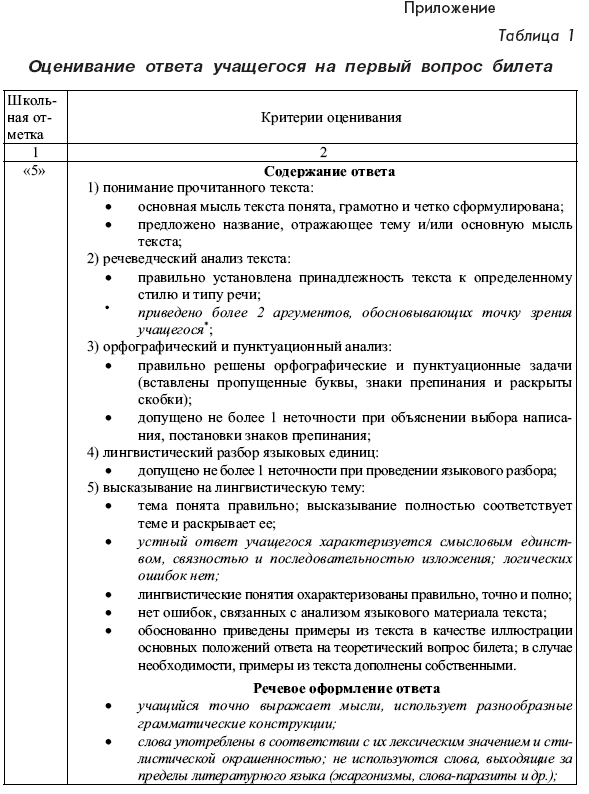 Приложение
Таблица 1
Оценивание ответа учащегося на первый вопрос билета
Школь-
ная от-
метка
Критерии оценивания
1
2
«5»
Содержание ответа
1) понимание прочитанного текста:
• основная мысль текста понята, грамотно и четко сформулирована;
• предложено название, отражающее тему и/или основную мысль
текста;
2) речеведческий анализ текста:
• правильно установлена принадлежность текста к определенному
стилю и типу речи;
• приведено более 2 аргументов, обосновывающих точку зрения
учащегося*;
3) орфографический и пунктуационный анализ:
• правильно решены орфографические и пунктуационные задачи
(вставлены пропущенные буквы, знаки препинания и раскрыты
скобки);
• допущено не более 1 неточности при объяснении выбора написа-
ния, постановки знаков препинания;
4) лингвистический разбор языковых единиц:
• допущено не более 1 неточности при проведении языкового разбора;
5) высказывание на лингвистическую тему:
• тема понята правильно; высказывание полностью соответствует
теме и раскрывает ее;
• устный ответ учащегося характеризуется смысловым единст-
вом, связностью и последовательностью изложения; логических
ошибок нет;
• лингвистические понятия охарактеризованы правильно, точно и полно;
• нет ошибок, связанных с анализом языкового материала текста;
• обоснованно приведены примеры из текста в качестве иллюстрации
основных положений ответа на теоретический вопрос билета; в случае
необходимости, примеры из текста дополнены собственными.
Речевое оформление ответа
• учащийся точно выражает мысли, использует разнообразные
грамматические конструкции;
• слова употреблены в соответствии с их лексическим значением и сти-
листической окрашенностью; не используются слова, выходящие за
пределы литературного языка (жаргонизмы, слова-паразиты и др.);